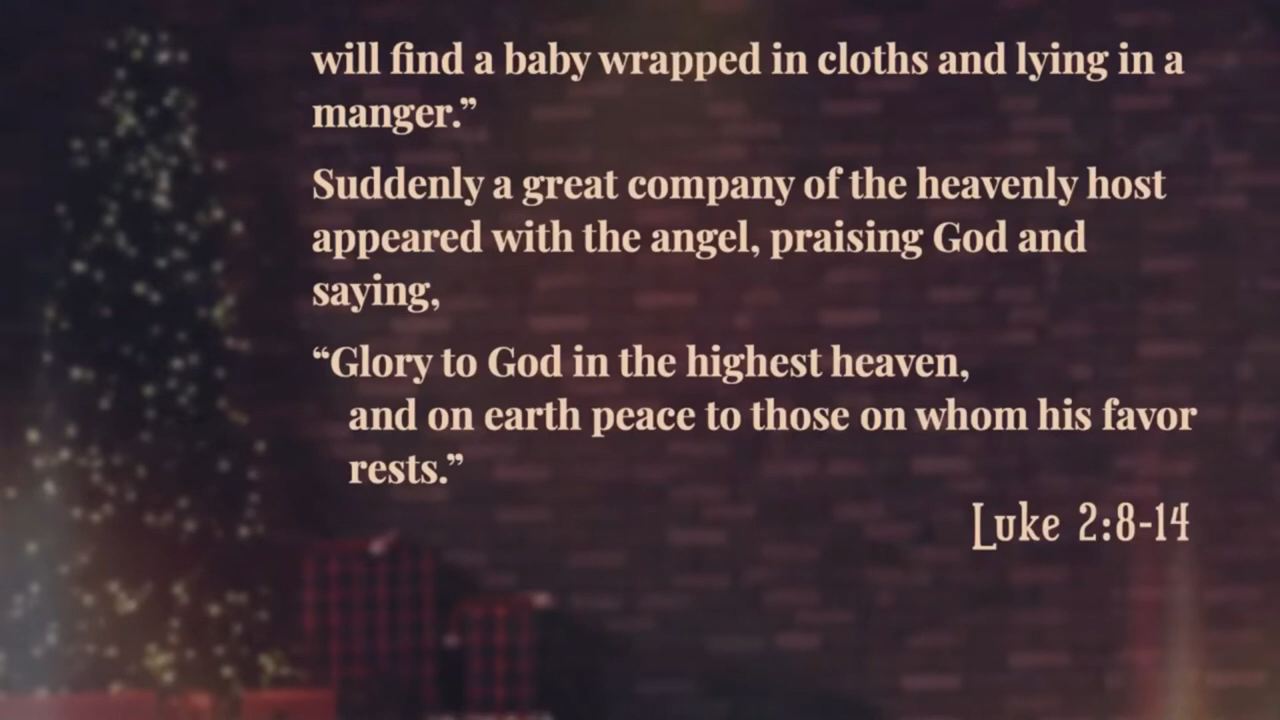 will find a baby wrapped in cloths and lying in a
manger.”
Suddenly a great company of the heavenly host
appeared with the angel, praising God and
saying,
“Glory to God in the highest heaven,
and on earth peace to those on whom his favor
rests.”
Luke 2:8-14